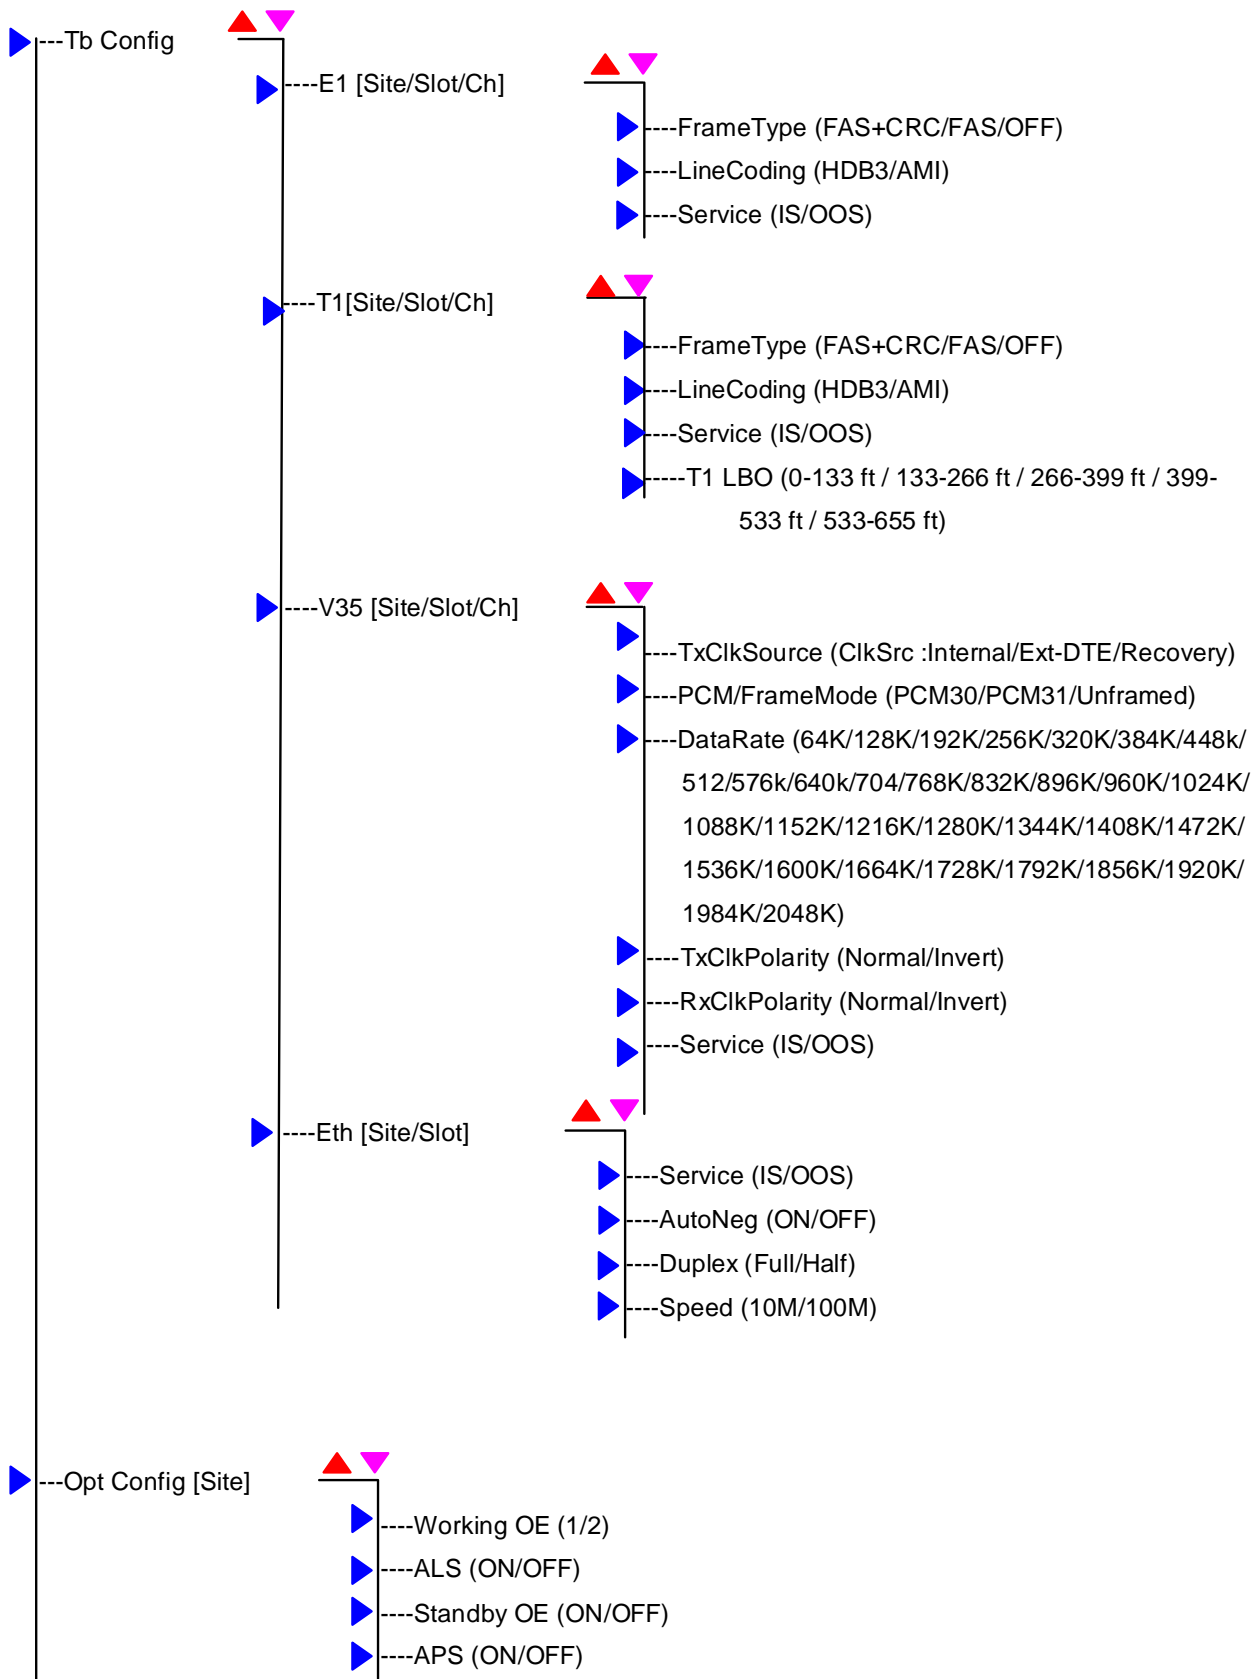 ---Tb Config
----E1 [Site/Slot/Ch]
----FrameType (FAS+CRC/FAS/OFF)
----LineCoding (HDB3/AMI)
----Service (IS/OOS)
----T1[Site/Slot/Ch]
----FrameType (FAS+CRC/FAS/OFF)
----LineCoding (HDB3/AMI)
----Service (IS/OOS)
----T1 LBO (0-133 ft / 133-266 ft / 266-399 ft / 399-
533 ft / 533-655 ft)
----V35 [Site/Slot/Ch]
----TxClkSource (ClkSrc :Internal/Ext-DTE/Recovery)
----PCM/FrameMode (PCM30/PCM31/Unframed)
----DataRate (64K/128K/192K/256K/320K/384K/448k/
512/576k/640k/704/768K/832K/896K/960K/1024K/
1088K/1152K/1216K/1280K/1344K/1408K/1472K/
1536K/1600K/1664K/1728K/1792K/1856K/1920K/
1984K/2048K)
----TxClkPolarity (Normal/Invert)
----RxClkPolarity (Normal/Invert)
----Service (IS/OOS)
----Eth [Site/Slot]
----Service (IS/OOS)
----AutoNeg (ON/OFF)
----Duplex (Full/Half)
----Speed (10M/100M)
---Opt Config [Site]
----Working OE (1/2)
----ALS (ON/OFF)
----Standby OE (ON/OFF)
----APS (ON/OFF)